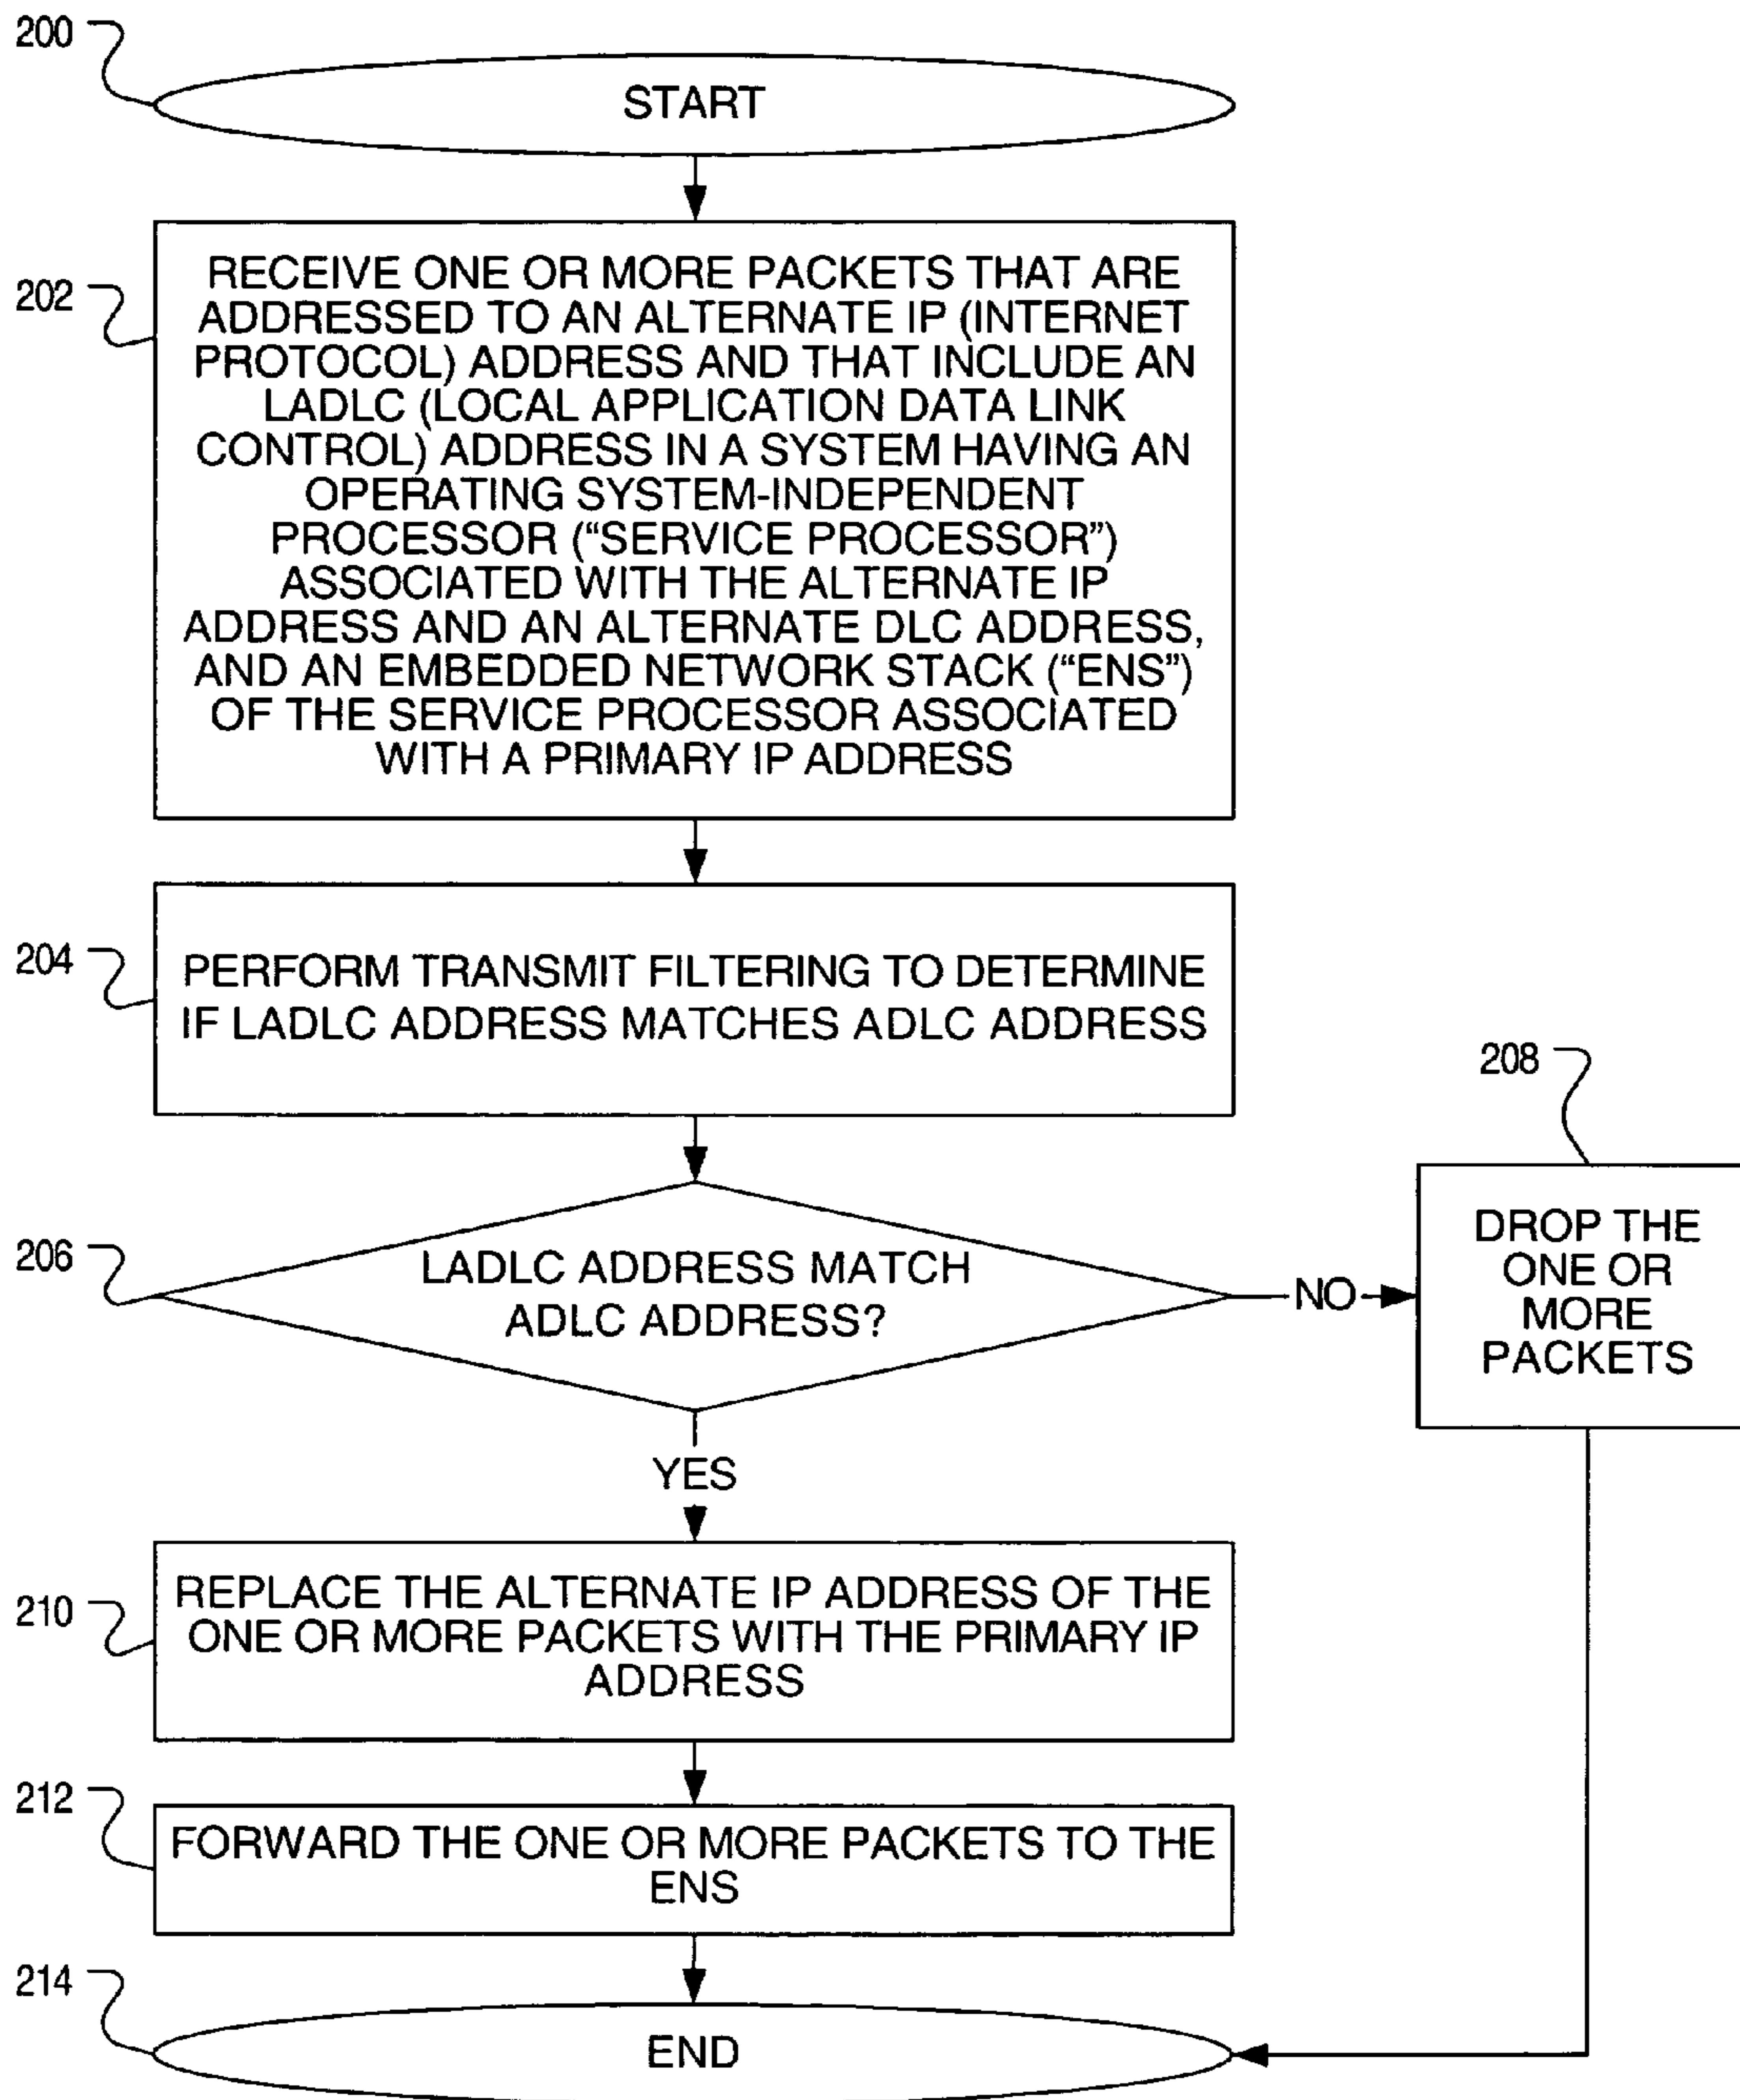 200
START
202
RECEIVE ONE OR MORE PACKETS THAT ARE
ADDRESSED TO AN ALTERNATE IP (INTERNET
PROTOCOL) ADDRESS AND THAT INCLUDE AN
LADLC (LOCAL APPLICATION DATA LINK
CONTROL) ADDRESS IN A SYSTEM HAVING AN
OPERATING SYSTEM-INDEPENDENT
PROCESSOR (“SERVICE PROCESSOR”)
ASSOCIATED WITH THE ALTERNATE IP
ADDRESS AND AN ALTERNATE DLC ADDRESS,
AND AN EMBEDDED NETWORK STACK (“ENS”)
OF THE SERVICE PROCESSOR ASSOCIATED
WITH A PRIMARY IP ADDRESS
204
PERFORM TRANSMIT FILTERING TO DETERMINE
IF LADLC ADDRESS MATCHES ADLC ADDRESS
206
LADLC ADDRESS MATCH
ADLC ADDRESS?
NO
208
DROP THE
ONE OR
MORE
PACKETS
YES
210
REPLACE THE ALTERNATE IP ADDRESS OF THE
ONE OR MORE PACKETS WITH THE PRIMARY IP
ADDRESS
212
FORWARD THE ONE OR MORE PACKETS TO THE
ENS
214
END